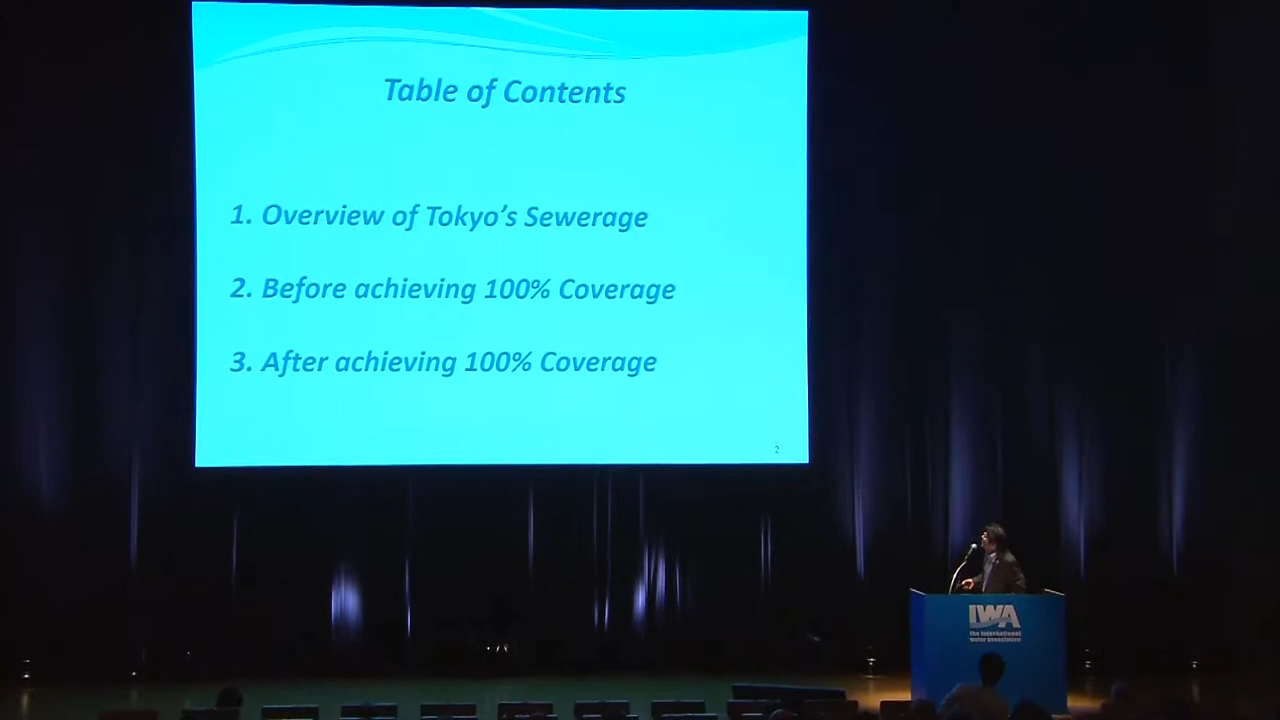 Table of Contents
1. Overview of Tokyo's Sewerage
2. Before achieving 100% Coverage
3. After achieving 100% Coverage
2
IWA
the international
water association